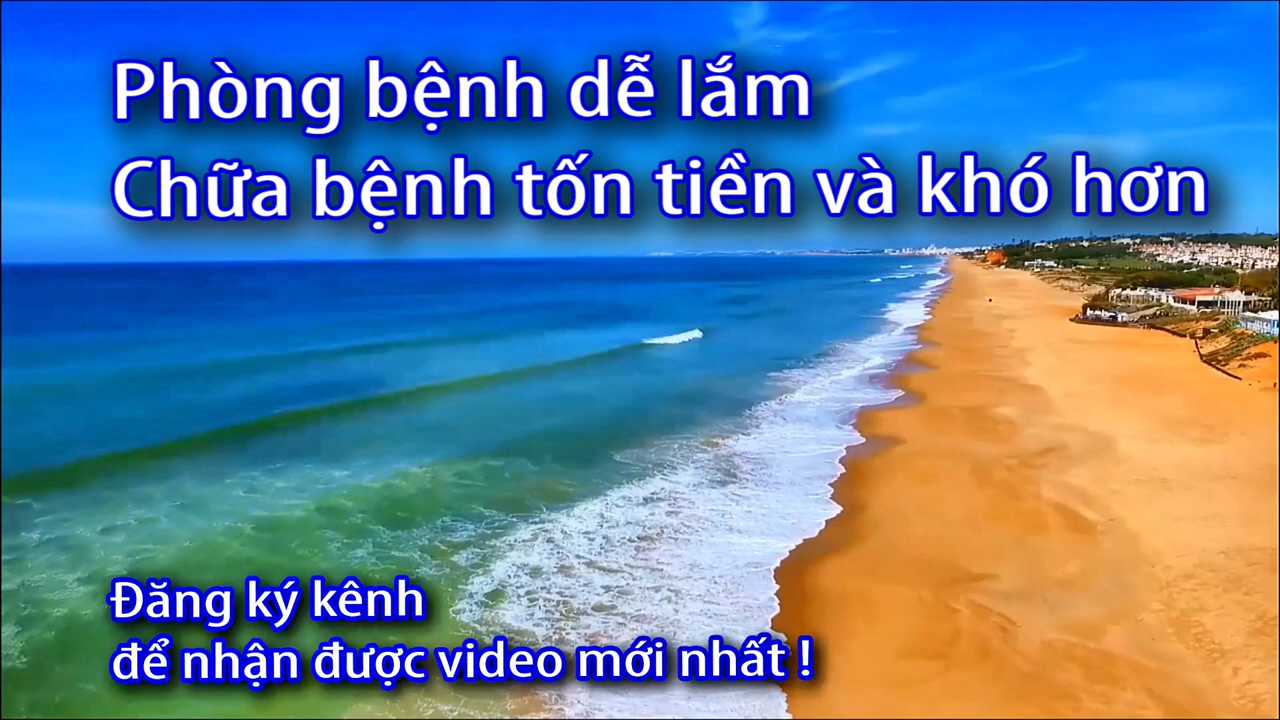 Phòng bệnh dễ lắm
Chữa bệnh tốn tiền và khó hơn
Đăng ký kênh
để nhận được video mới nhất !